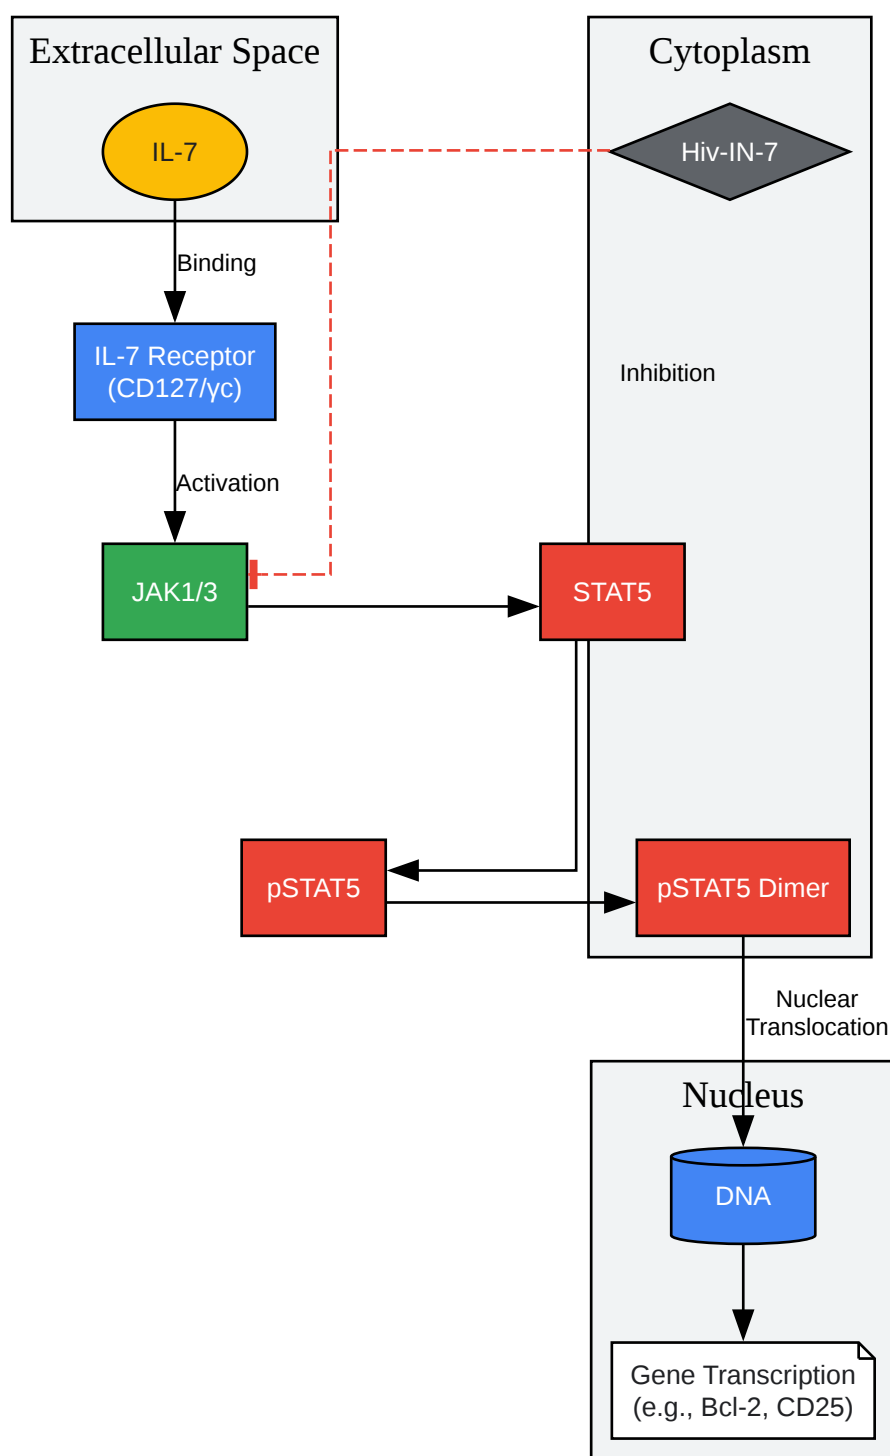 Extracellular Space
Cytoplasm
IL-7
Hiv-IN-7
Binding
IL-7 Receptor
(CD127/γc)
Inhibition
Activation
JAK1/3
STAT5
pSTAT5
pSTAT5 Dimer
Nuclear
Translocation
Nucleus
DNA
Gene Transcription
(e.g., Bcl-2, CD25)